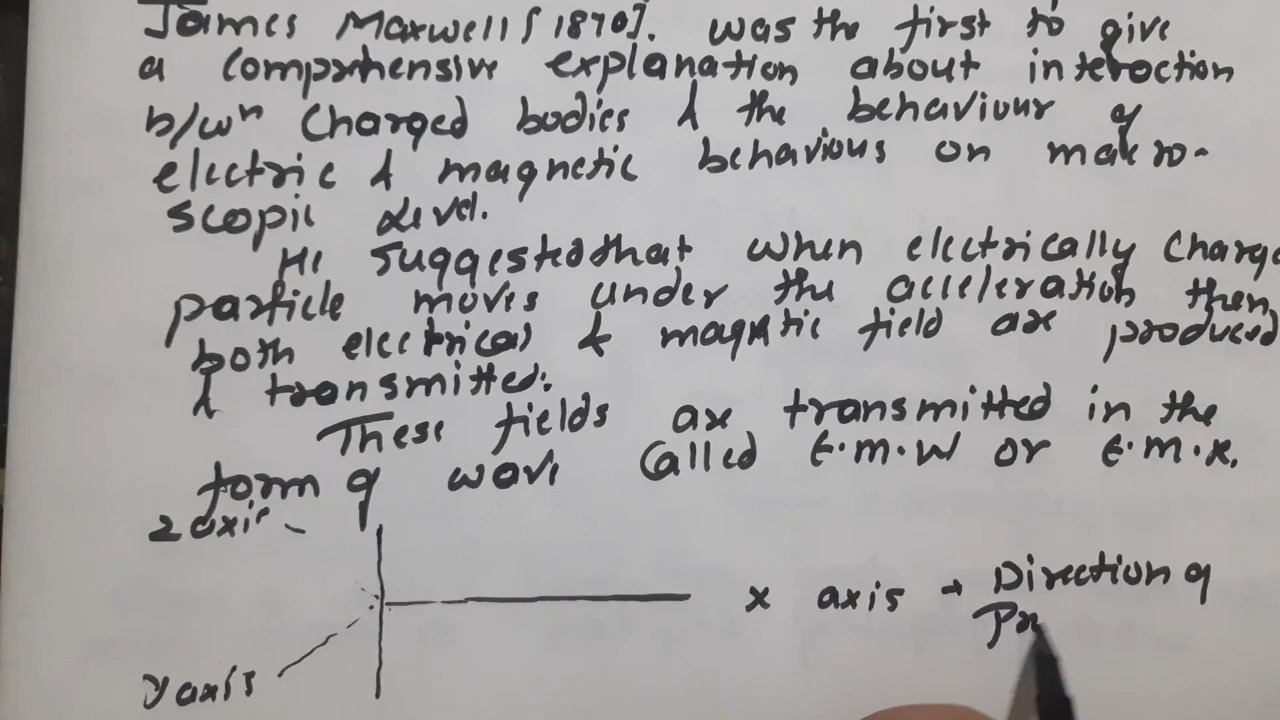 James Maxwell [1870]. was the first to give
a comprehensive explanation about interaction
b/wn charged bodies & the behaviour of
electric & magnetic behavious on makro-
scopic level.
He suggested that when electrically charge
particle moves under the acceleration then
both electrical & magnetic field are produced
& transmitted.
These fields are transmitted in the
form of wave called E.M.W or E.M.R.
z axis
x axis → Direction of
Pr
y axis